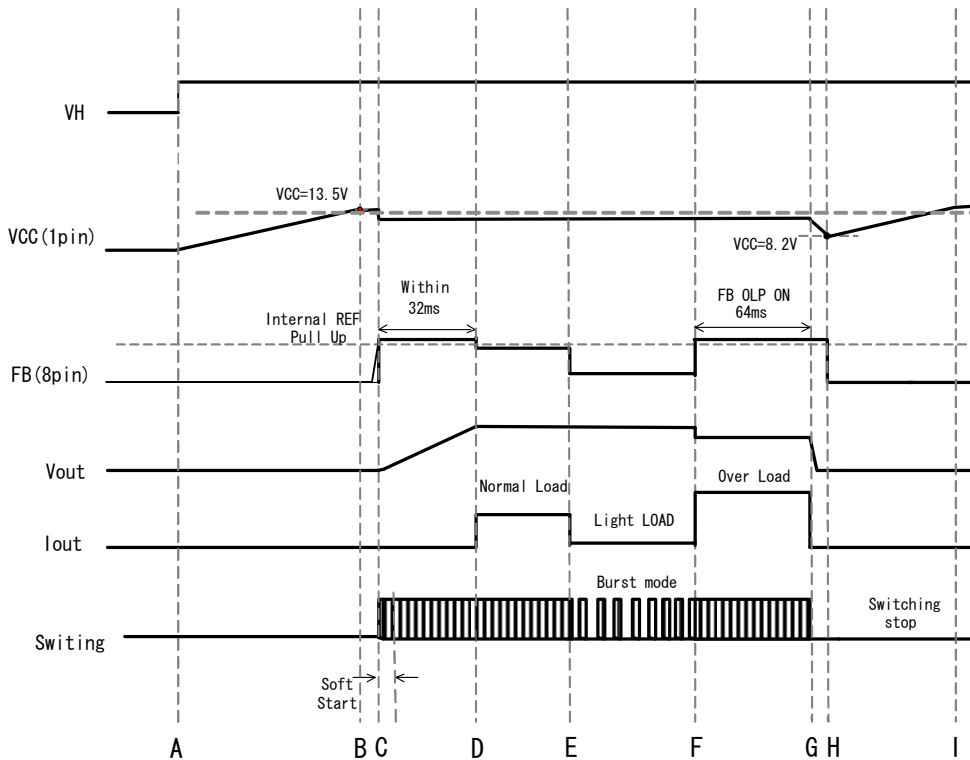 VH
VCC=13.5V
VCC(1pin)
VCC=8.2V
Within
32ms
FB OLP ON
64ms
Internal REF
Pull Up
FB(8pin)
Vout
Normal Load
Over Load
Light LOAD
Iout
Burst mode
Switing
Switching
stop
Soft
Start
A B C D E F G H I